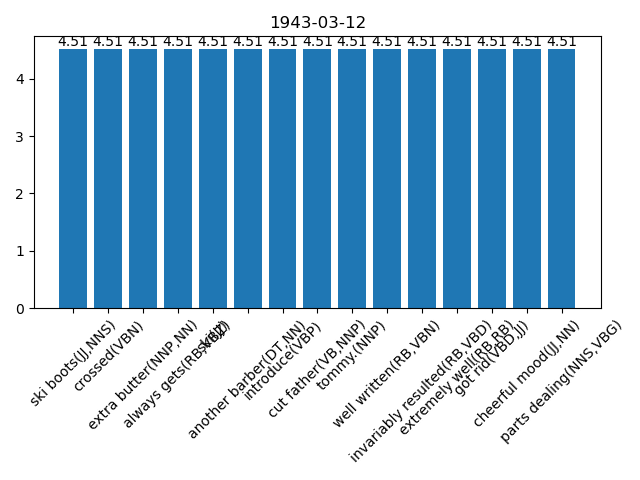 1943-03-12
4.51 4.51 4.51 4.51 4.51 4.51 4.51 4.51 4.51 4.51 4.51 4.51 4.51 4.51 4.51
4
3
2
1
0
ski boots(JJ,NNS)
crossed(VBN)
extra butter(NNP,NN)
always gets(RB,VBZ)
another barber(DT,NN)
introduce(VBP)
cut father(VB,NNP)
tommy.(NNP)
well written(RB,VBN)
invariably resulted(RB,VBD)
extremely well(RB,RB)
got rid(VBD,JJ)
cheerful mood(JJ,NN)
parts dealing(NNS,VBG)